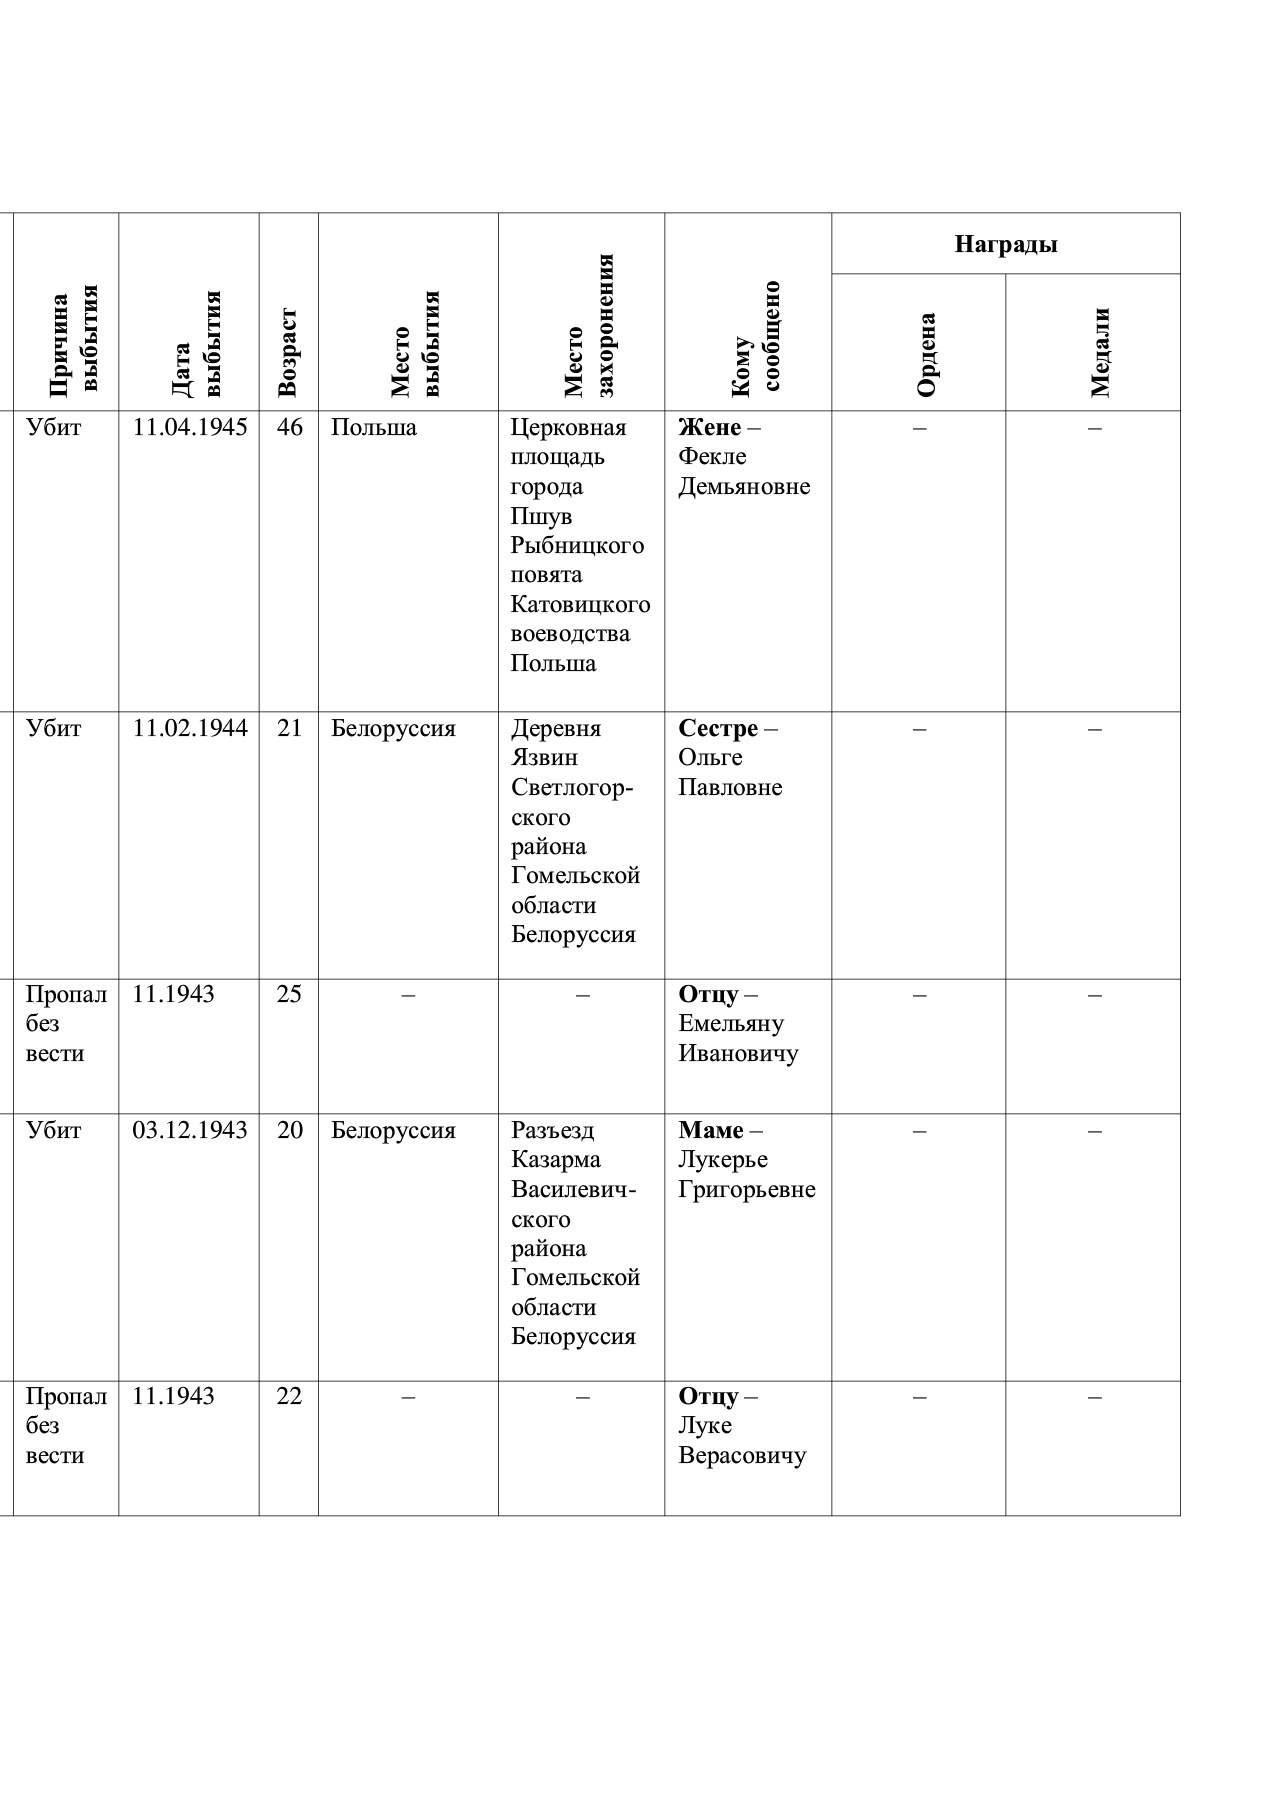 Причина
выбытия
Дата
выбытия
Возраст
Место
выбытия
Место
захоронения
Кому
сообщено
Награды
Ордена
Медали
Убит
11.04.1945
46
Польша
Церковная
площадь
города
Пшув
Рыбницкого
повята
Катовицкого
воеводства
Польша
Жене –
Фекле
Демьяновне
–
–
Убит
11.02.1944
21
Белоруссия
Деревня
Язвин
Светлогор-
ского
района
Гомельской
области
Белоруссия
Сестре –
Ольге
Павловне
–
–
Пропал
без
вести
11.1943
25
–
–
Отцу –
Емельяну
Ивановичу
–
–
Убит
03.12.1943
20
Белоруссия
Разъезд
Казарма
Василевич-
ского
района
Гомельской
области
Белоруссия
Маме –
Лукерье
Григорьевне
–
–
Пропал
без
вести
11.1943
22
–
–
Отцу –
Луке
Верасовичу
–
–